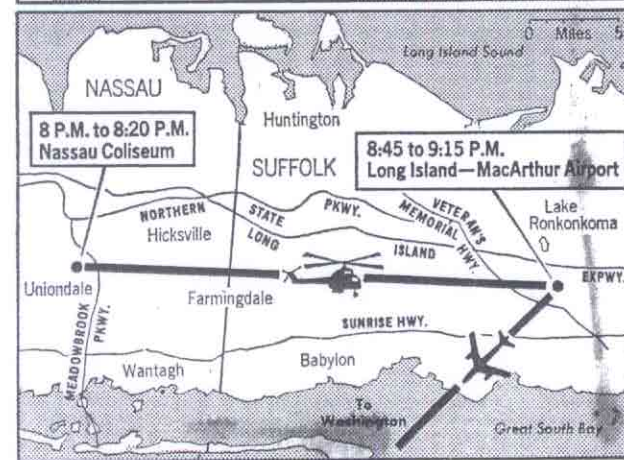 0 Miles 5
Long Island Sound
NASSAU
Huntington
8 P.M. to 8:20 P.M.
Nassau Coliseum
SUFFOLK
8:45 to 9:15 P.M.
Long Island—MacArthur Airport
NORTHERN STATE PKWY.
VETERAN'S MEMORIAL HWY.
Lake
Ronkonkoma
Hicksville
LONG ISLAND EXPWY.
Uniondale
Farmingdale
MEADOWBROOK PKWY.
SUNRISE HWY.
Wantagh
Babylon
To
Washington
Great South Bay